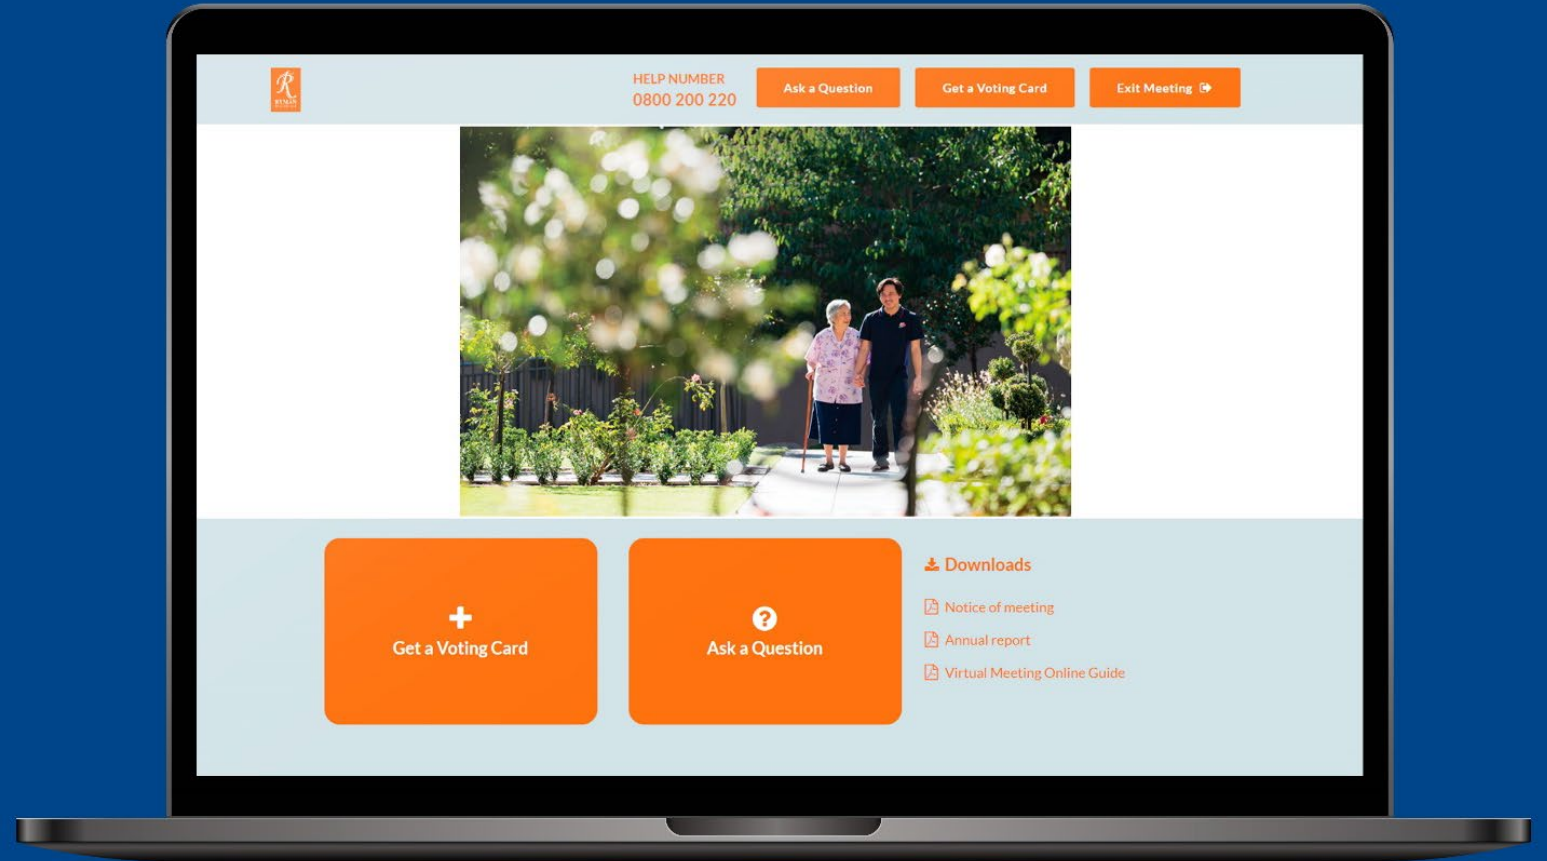 R
RYMAN
HELP NUMBER
0800 200 220
Ask a Question
Get a Voting Card
Exit Meeting
Get a Voting Card
Ask a Question
Downloads
Notice of meeting
Annual report
Virtual Meeting Online Guide